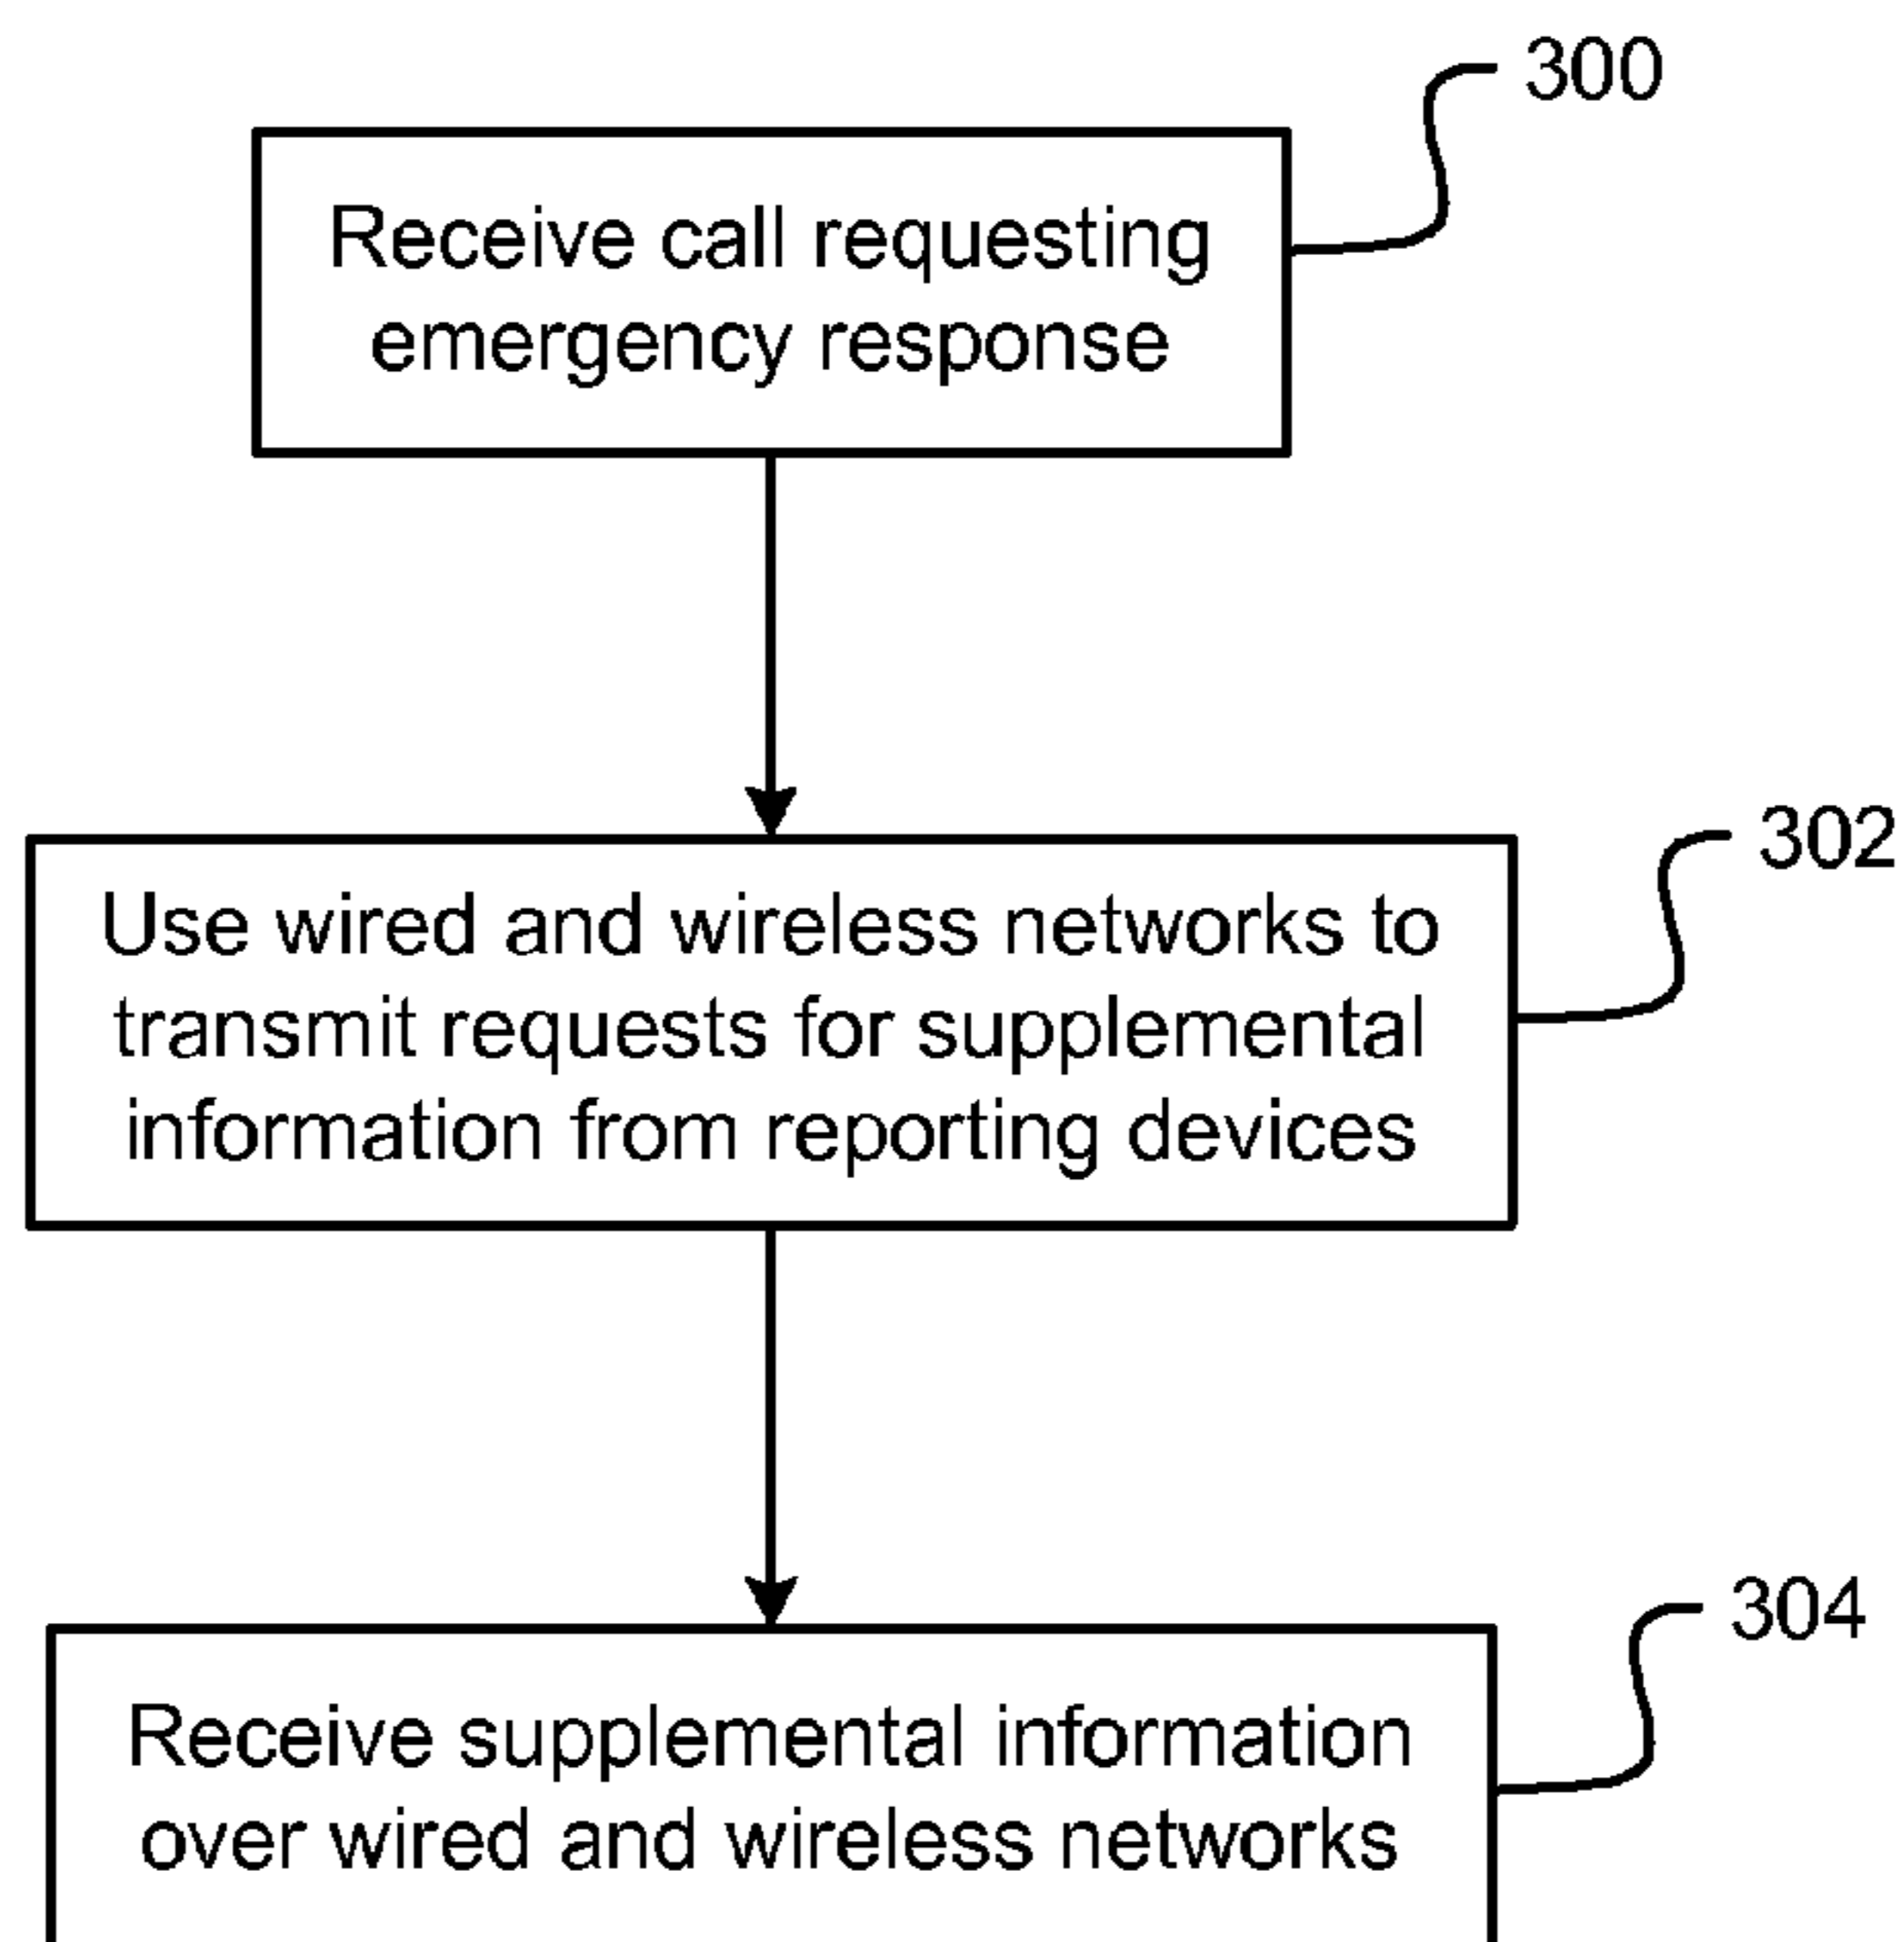 300
Receive call requesting
emergency response
302
Use wired and wireless networks to
transmit requests for supplemental
information from reporting devices
304
Receive supplemental information
over wired and wireless networks